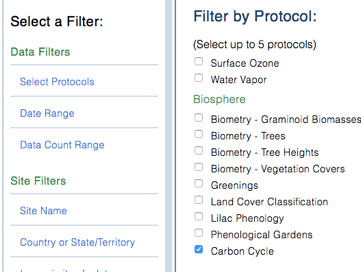 Select a Filter:
Data Filters
Select Protocols
Date Range
Data Count Range
Site Filters
Site Name
Country or State/Territory
Filter by Protocol:
(Select up to 5 protocols)
Surface Ozone
Water Vapor
Biosphere
Biometry - Graminoid Biomasses
Biometry - Trees
Biometry - Tree Heights
Biometry - Vegetation Covers
Greenings
Land Cover Classification
Lilac Phenology
Phenological Gardens
Carbon Cycle